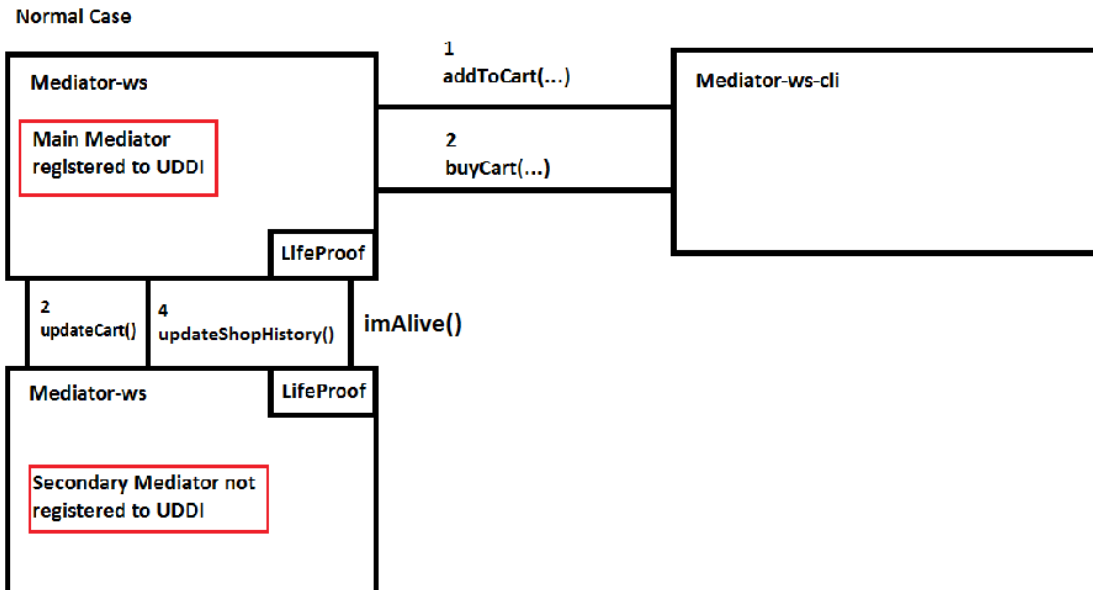 Normal Case
Mediator-ws
Main Mediator
registered to UDDI
LifeProof
1
addToCart(...)
2
buyCart(...)
Mediator-ws-cli
2
updateCart()
4
updateShopHistory()
imAlive()
Mediator-ws
LifeProof
Secondary Mediator not
registered to UDDI